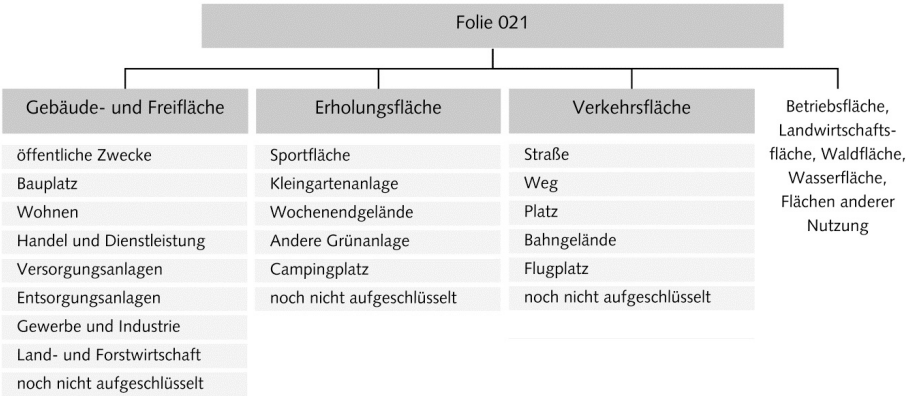 Folie 021
Gebäude- und Freifläche
öffentliche Zwecke
Bauplatz
Wohnen
Handel und Dienstleistung
Versorgungsanlagen
Entsorgungsanlagen
Gewerbe und Industrie
Land- und Forstwirtschaft
noch nicht aufgeschlüsselt
Erholungsfläche
Sportfläche
Kleingartenanlage
Wochenendgelände
Andere Grünanlage
Campingplatz
noch nicht aufgeschlüsselt
Verkehrsfläche
Straße
Weg
Platz
Bahngelände
Flugplatz
noch nicht aufgeschlüsselt
Betriebsfläche,
Landwirtschafts-
fläche, Waldfläche,
Wasserfläche,
Flächen anderer
Nutzung